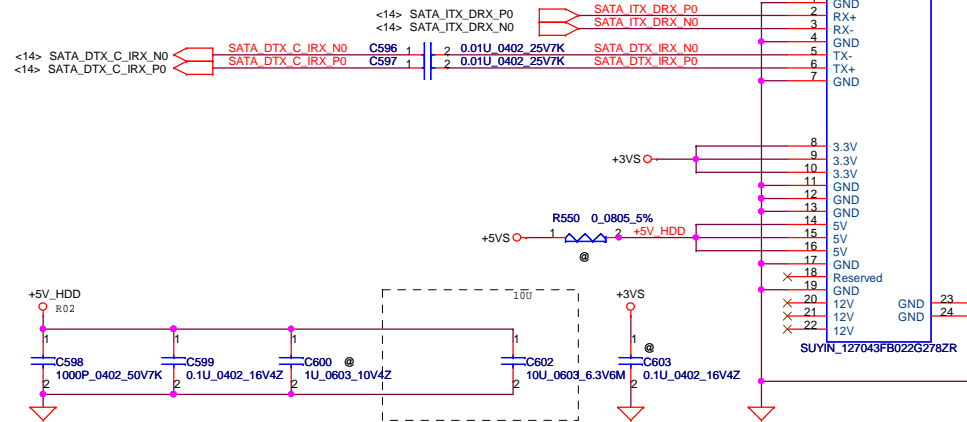 1 GND
<14> SATA_ITX_DRX_P0 SATA_ITX_DRX_P0 2 RX+
<14> SATA_ITX_DRX_N0 SATA_ITX_DRX_N0 3 RX-
4 GND
<14> SATA_DTX_C_IRX_N0 SATA_DTX_C_IRX_N0 C596 1 2 0.01U_0402_25V7K SATA_DTX_IRX_N0 5 TX-
<14> SATA_DTX_C_IRX_P0 SATA_DTX_C_IRX_P0 C597 1 2 0.01U_0402_25V7K SATA_DTX_IRX_P0 6 TX+
7 GND
8 3.3V
+3VS 9 3.3V
10 3.3V
11 GND
12 GND
13 GND
R550 0_0805_5% 14 5V
+5VS 1 2 +5V_HDD 15 5V
@ 16 5V
17 GND
18 Reserved
19 GND
20 12V GND 23
21 12V GND 24
22 12V
SUYIN_127043FB022G278ZR
+5V_HDD 10U +3VS
R02
1 1 1 1 1
C598 C599 C600 @ C602 C603 @
1000P_0402_50V7K 0.1U_0402_16V4Z 1U_0603_10V4Z 10U_0603_6.3V6M 0.1U_0402_16V4Z
2 2 2 2 2